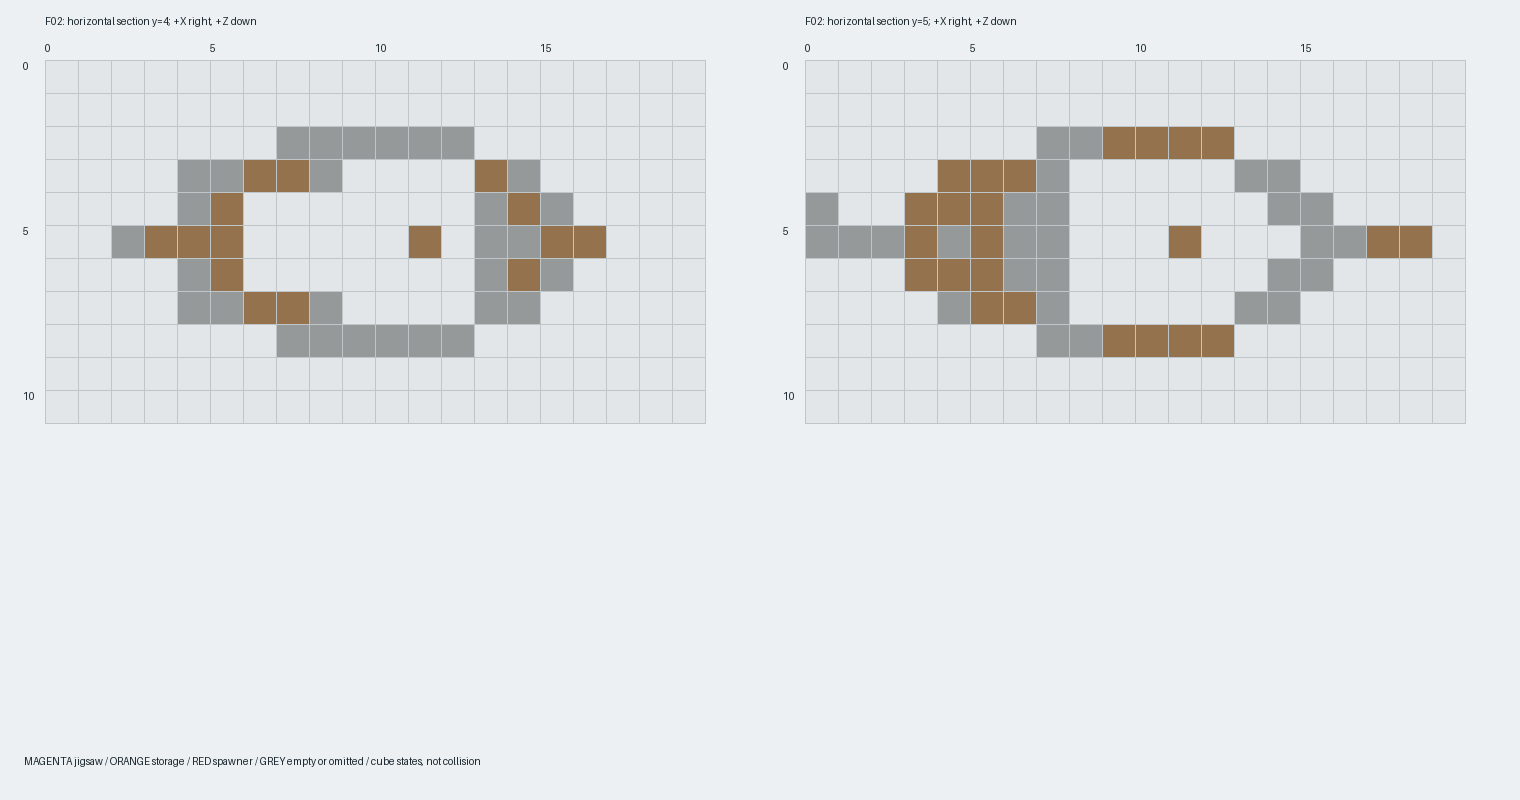 F02: horizontal section y=4; +X right, +Z down
F02: horizontal section y=5; +X right, +Z down
0 5 10 15
0 5 10 15
0 0
5 5
10 10
MAGENTA jigsaw / ORANGE storage / RED spawner / GREY empty or omitted / cube states, not collision